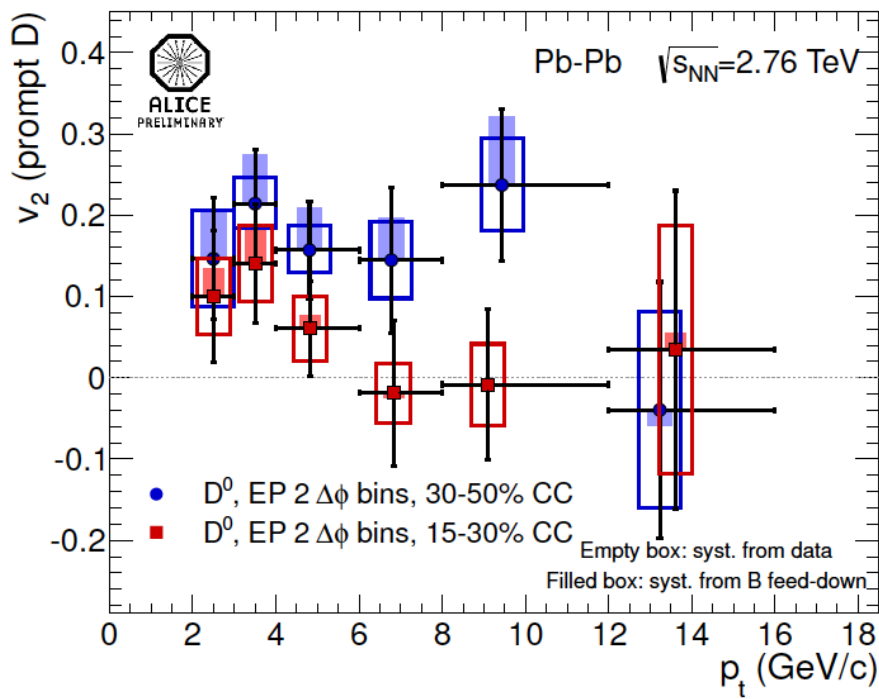 v₂ (prompt D)
0.4
0.3
0.2
0.1
0
-0.1
-0.2
ALICE
PRELIMINARY
Pb-Pb √sNN=2.76 TeV
D⁰, EP 2 Δϕ bins, 30-50% CC
D⁰, EP 2 Δϕ bins, 15-30% CC
Empty box: syst. from data
Filled box: syst. from B feed-down
0 2 4 6 8 10 12 14 16 18
pt (GeV/c)